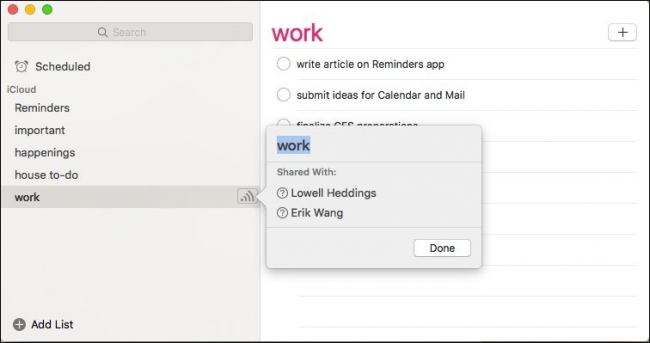 Search
Scheduled
iCloud
Reminders
important
happenings
house to-do
work
Add List
work
write article on Reminders app
submit ideas for Calendar and Mail
finalize CES preparations
work
Shared With:
Lowell Heddings
Erik Wang
Done